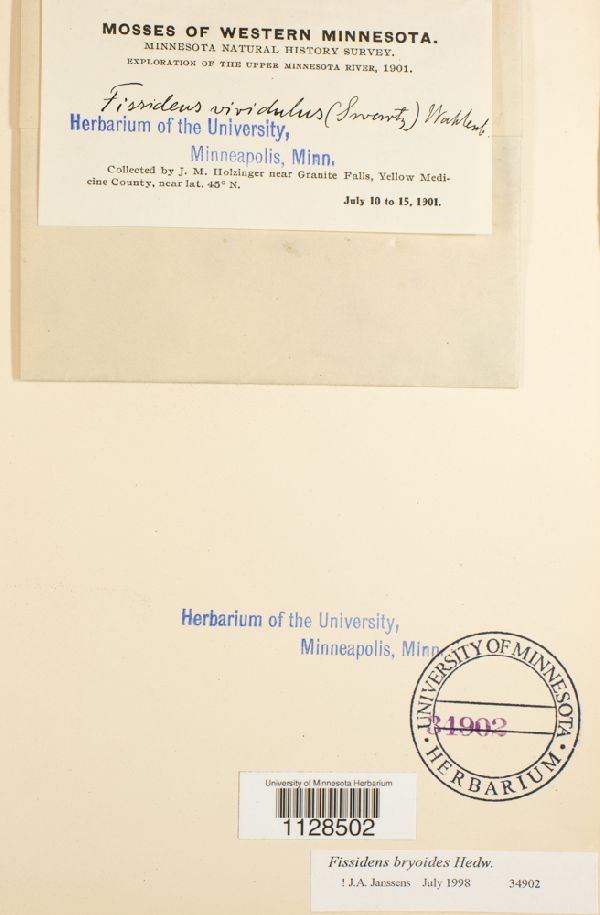 MOSSES OF WESTERN MINNESOTA.
MINNESOTA NATURAL HISTORY SURVEY.
EXPLORATION OF THE UPPER MINNESOTA RIVER, 1901.
Fissidens vividulus (Swartz) Wahlenb.
Herbarium of the University,
Minneapolis, Minn.
Collected by J. M. Holzinger near Granite Falls, Yellow Medi-
cine County, near lat. 45° N.
July 10 to 15, 1901.
Herbarium of the University,
Minneapolis, Minn.
UNIVERSITY OF MINNESOTA
34902
• HERBARIUM •
University of Minnesota Herbarium
1128502
Fissidens bryoides Hedw.
! J.A. Janssens July 1998 34902